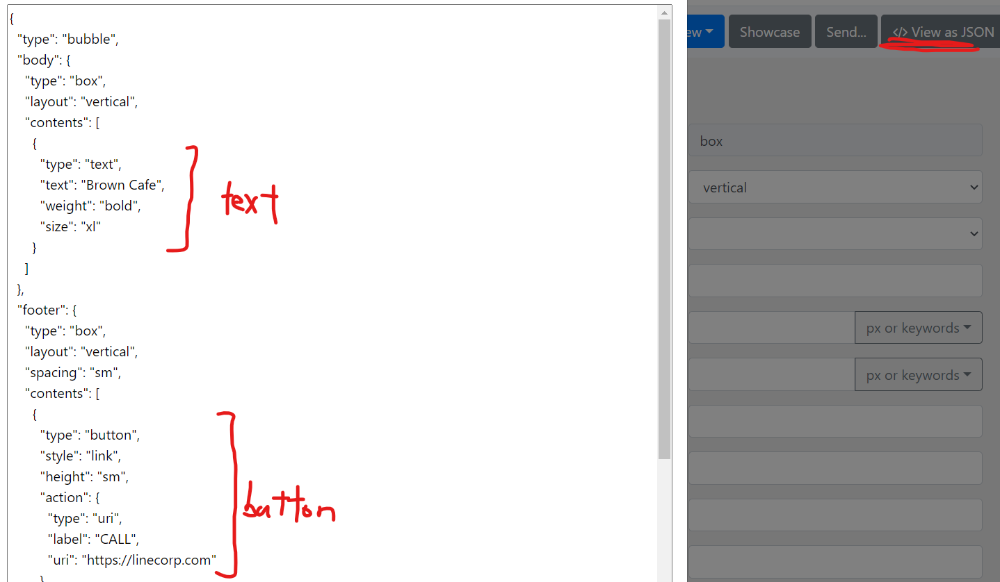 {
"type": "bubble",
"body": {
"type": "box",
"layout": "vertical",
"contents": [
{
"type": "text",
"text": "Brown Cafe",
"weight": "bold",
"size": "xl"
}
]
},
"footer": {
"type": "box",
"layout": "vertical",
"spacing": "sm",
"contents": [
{
"type": "button",
"style": "link",
"height": "sm",
"action": {
"type": "uri",
"label": "CALL",
"uri": "https://linecorp.com"
}
text
button
ew
Showcase
Send...
</> View as JSON
box
vertical
px or keywords
px or keywords